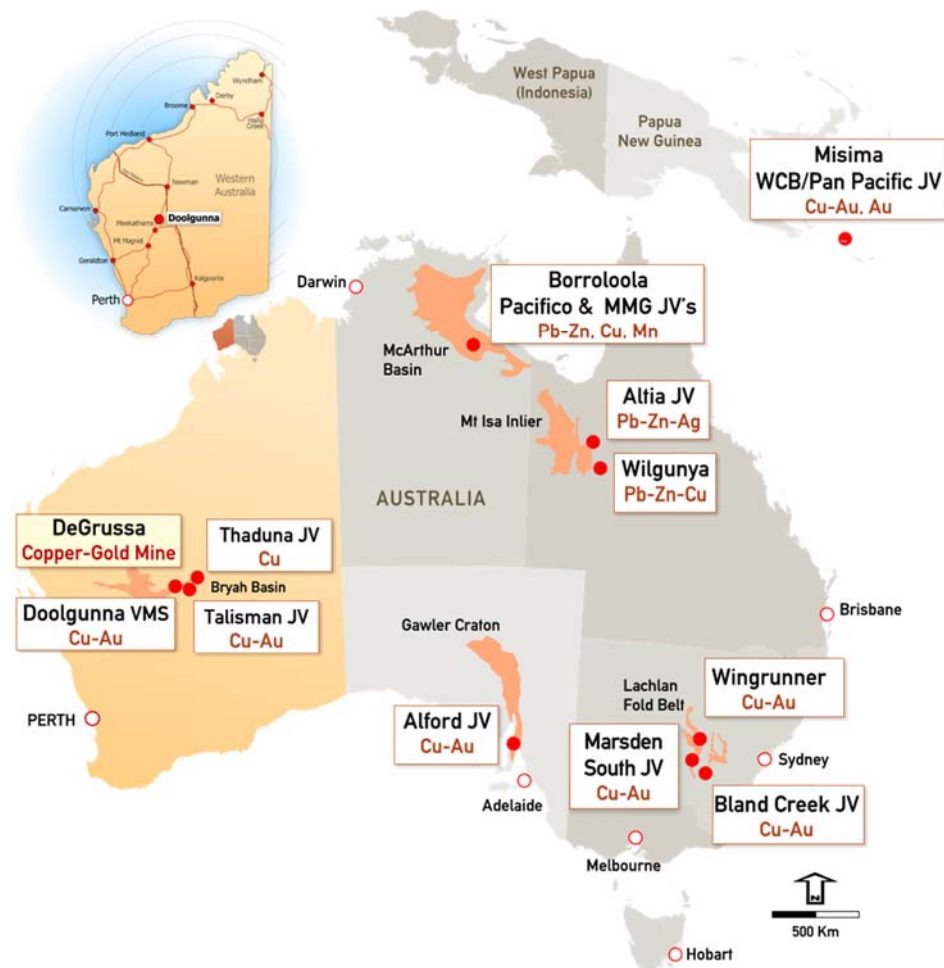 Wyndham
Derby
Broome
Halls
Creek
Port Hedland
Newman
Western
Australia
Carnarvon
Meekatharra
Doolgunna
Mt Magnet
Geraldton
Kalgoorlie
Perth
West Papua
(Indonesia)
Papua
New Guinea
Misima
WCB/Pan Pacific JV
Cu-Au, Au
Darwin
Borroloola
Pacifico & MMG JV's
Pb-Zn, Cu, Mn
McArthur
Basin
Mt Isa Inlier
Altia JV
Pb-Zn-Ag
Wilgunya
Pb-Zn-Cu
AUSTRALIA
DeGrussa
Copper-Gold Mine
Thaduna JV
Cu
Bryah Basin
Doolgunna VMS
Cu-Au
Talisman JV
Cu-Au
Brisbane
Gawler Craton
PERTH
Alford JV
Cu-Au
Adelaide
Lachlan
Fold Belt
Wingrunner
Cu-Au
Marsden
South JV
Cu-Au
Sydney
Bland Creek JV
Cu-Au
Melbourne
N
500 Km
Hobart